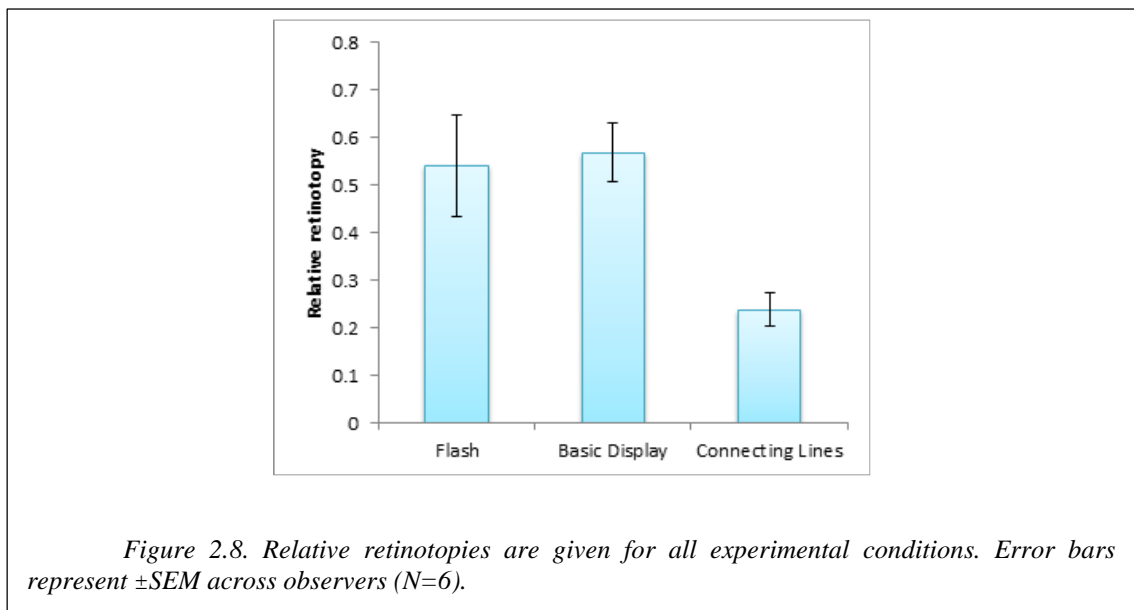 0.8
0.7
0.6
0.5
0.4
0.3
0.2
0.1
0
Relative retinotopy
Flash Basic Display Connecting Lines
Figure 2.8. Relative retinotopies are given for all experimental conditions. Error bars
represent ±SEM across observers (N=6).